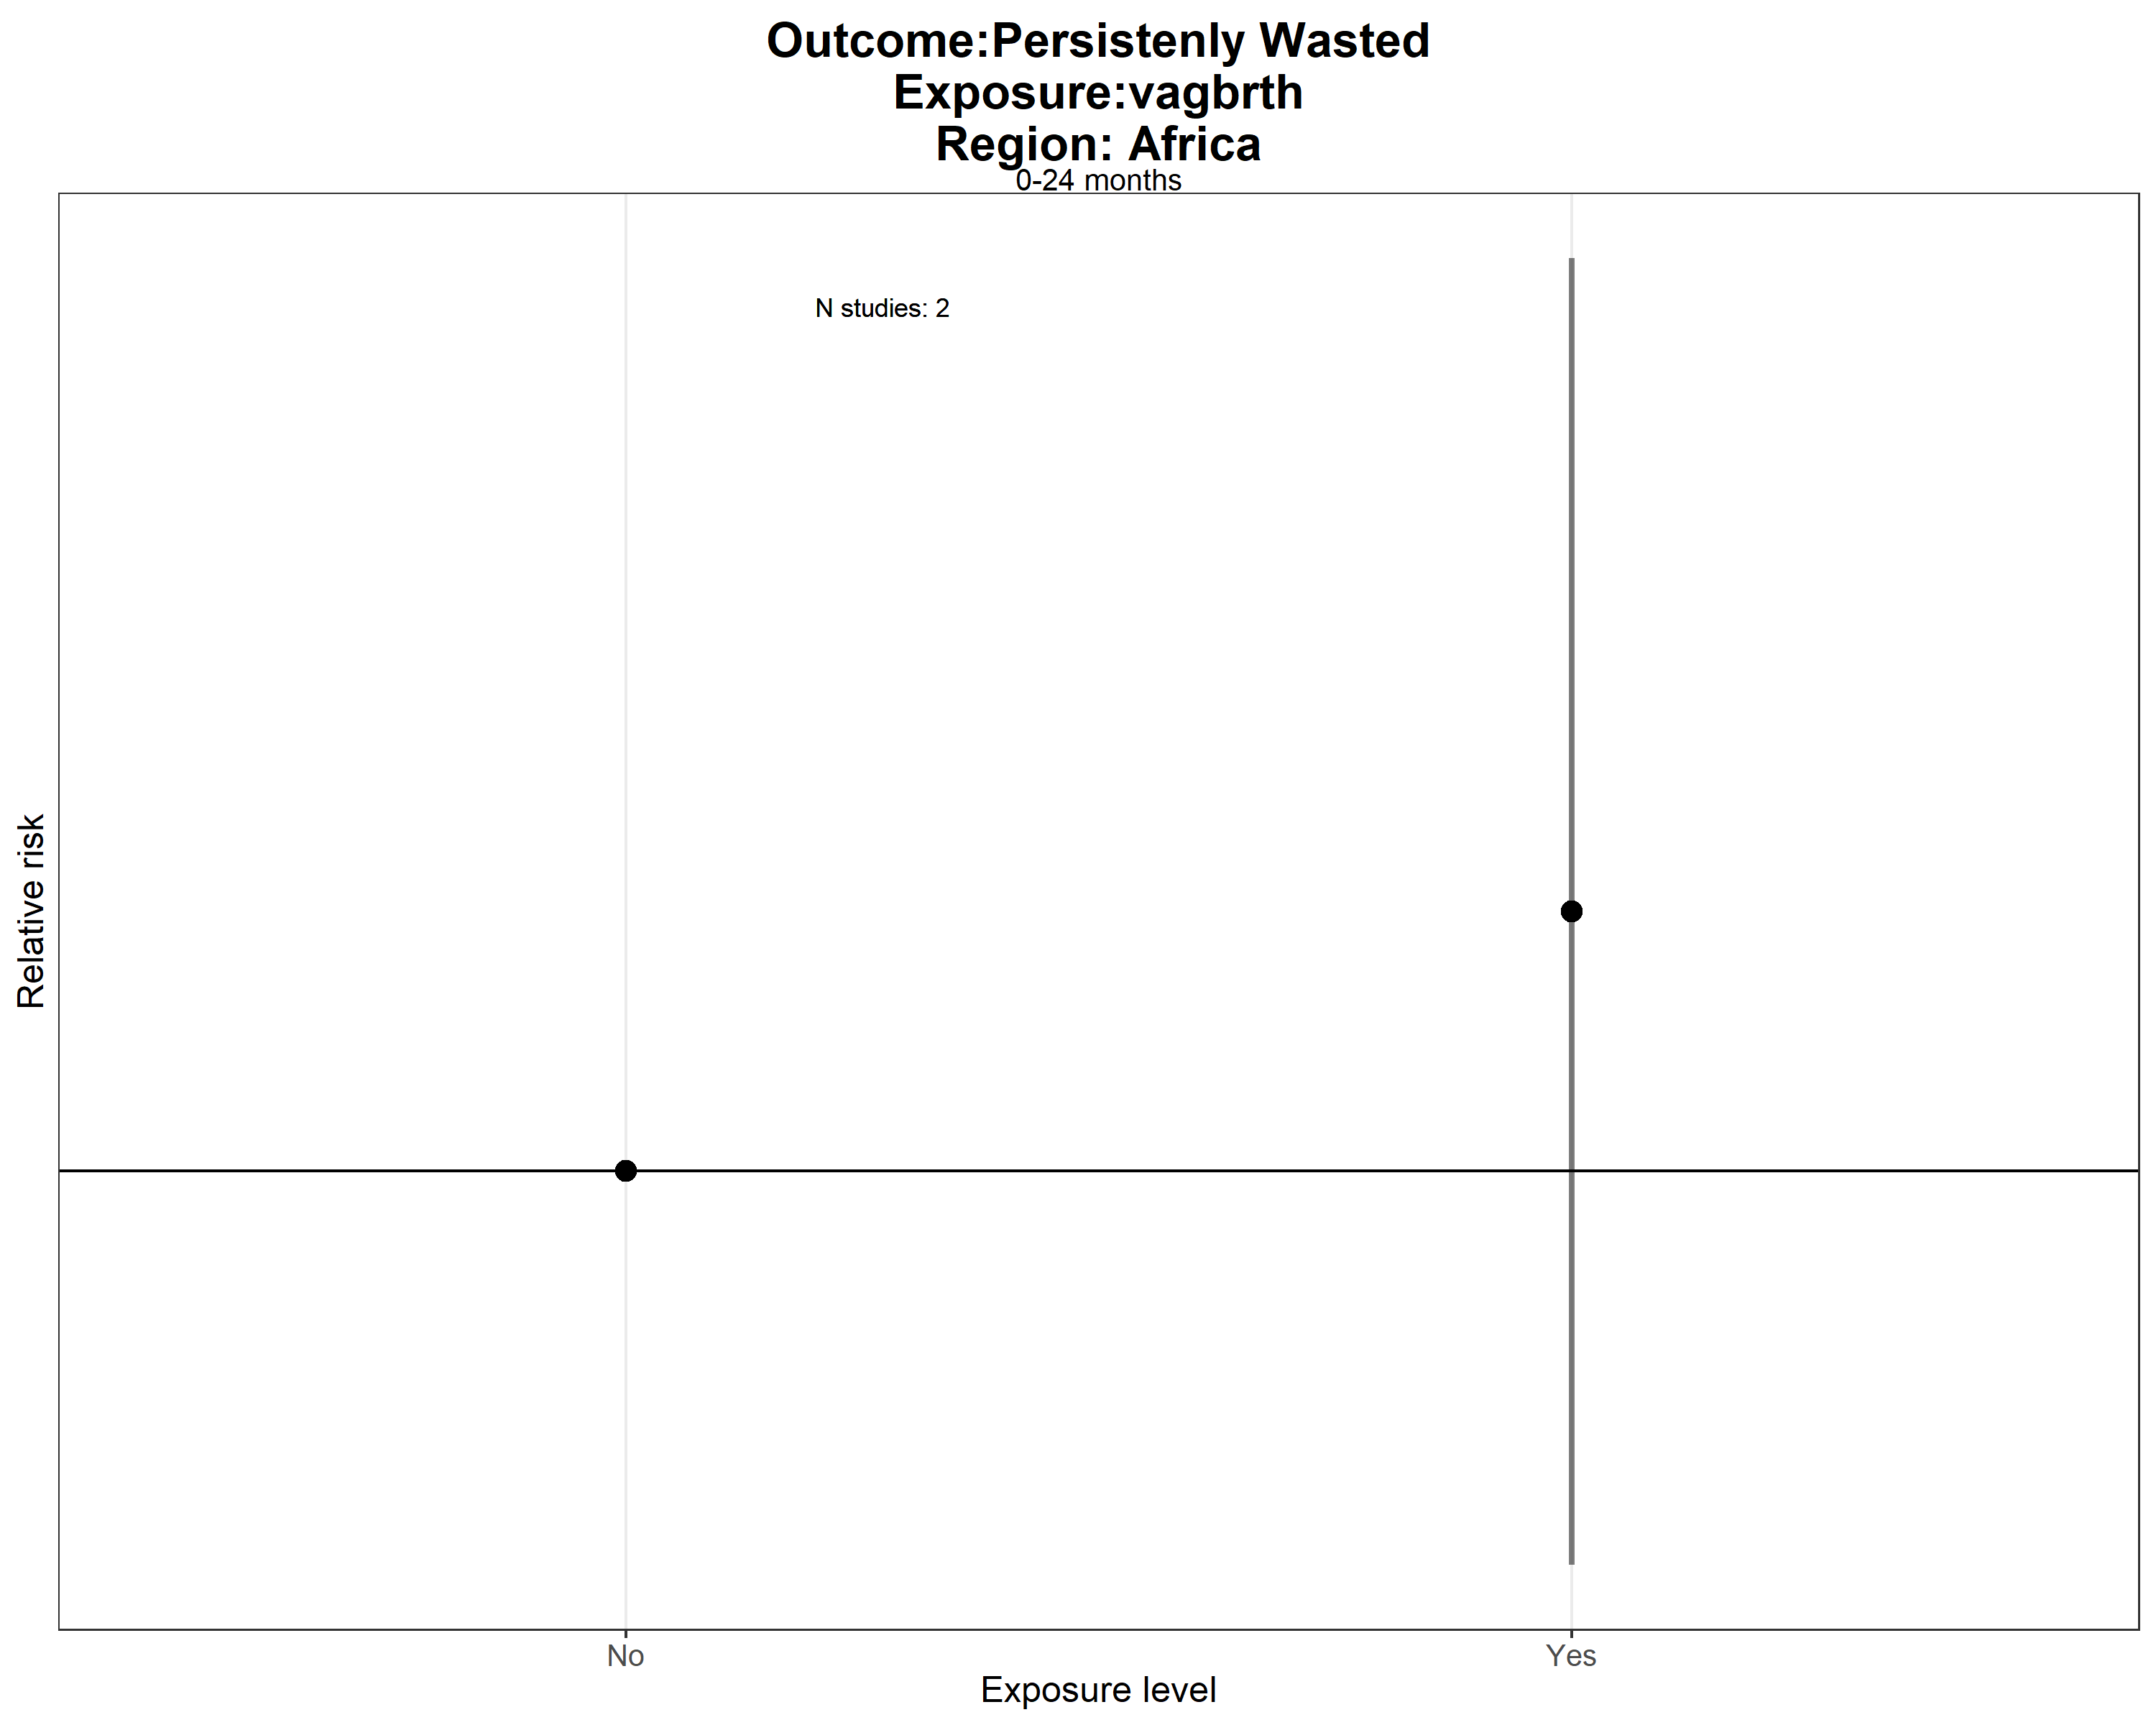 Outcome:Persistenly Wasted
Exposure:vagbrth
Region: Africa
0-24 months
N studies: 2
Relative risk
No
Yes
Exposure level